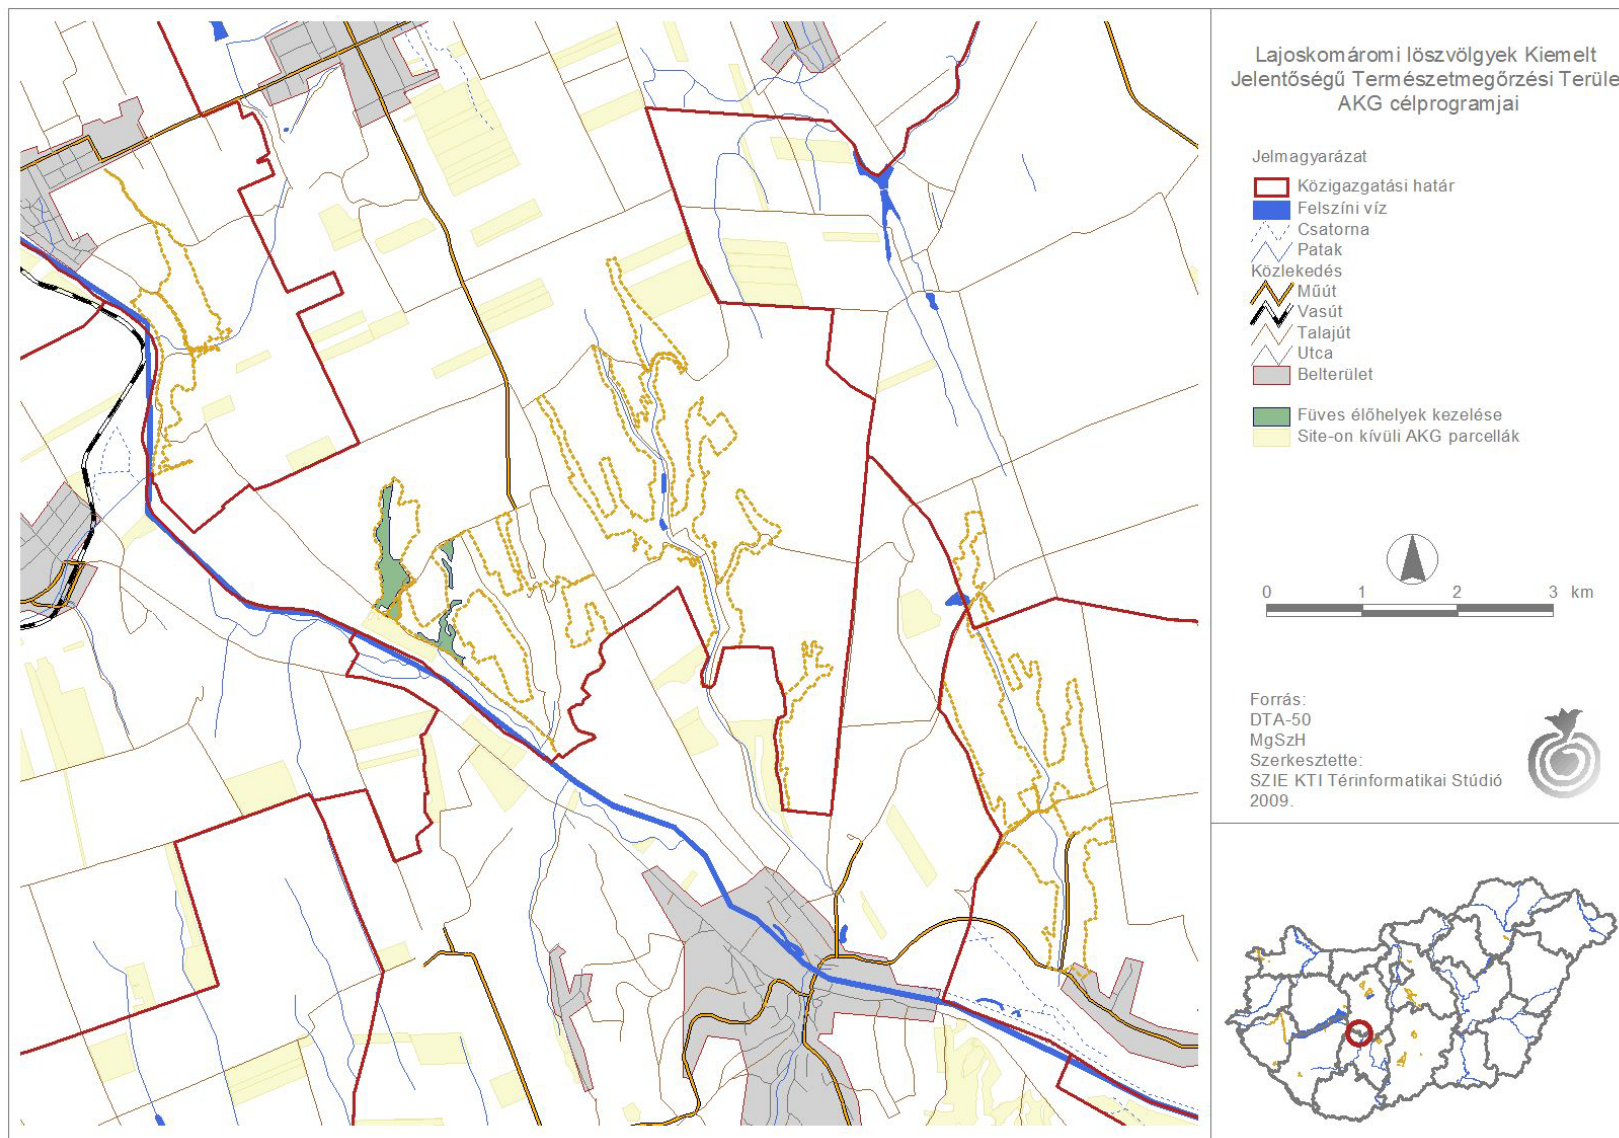 Lajoskomáromi löszvölgyek Kiemelt
Jelentőségű Természetmegőrzési Terüle
AKG célprogramjai
Jelmagyarázat
Közigazgatási határ
Felszíni víz
Csatorna
Patak
Közlekedés
Műút
Vasút
Talajút
Utca
Belterület
Füves élőhelyek kezelése
Site-on kívüli AKG parcellák
0 1 2 3 km
Forrás:
DTA-50
MgSzH
Szerkesztette:
SZIE KTI Térinformatikai Stúdió
2009.